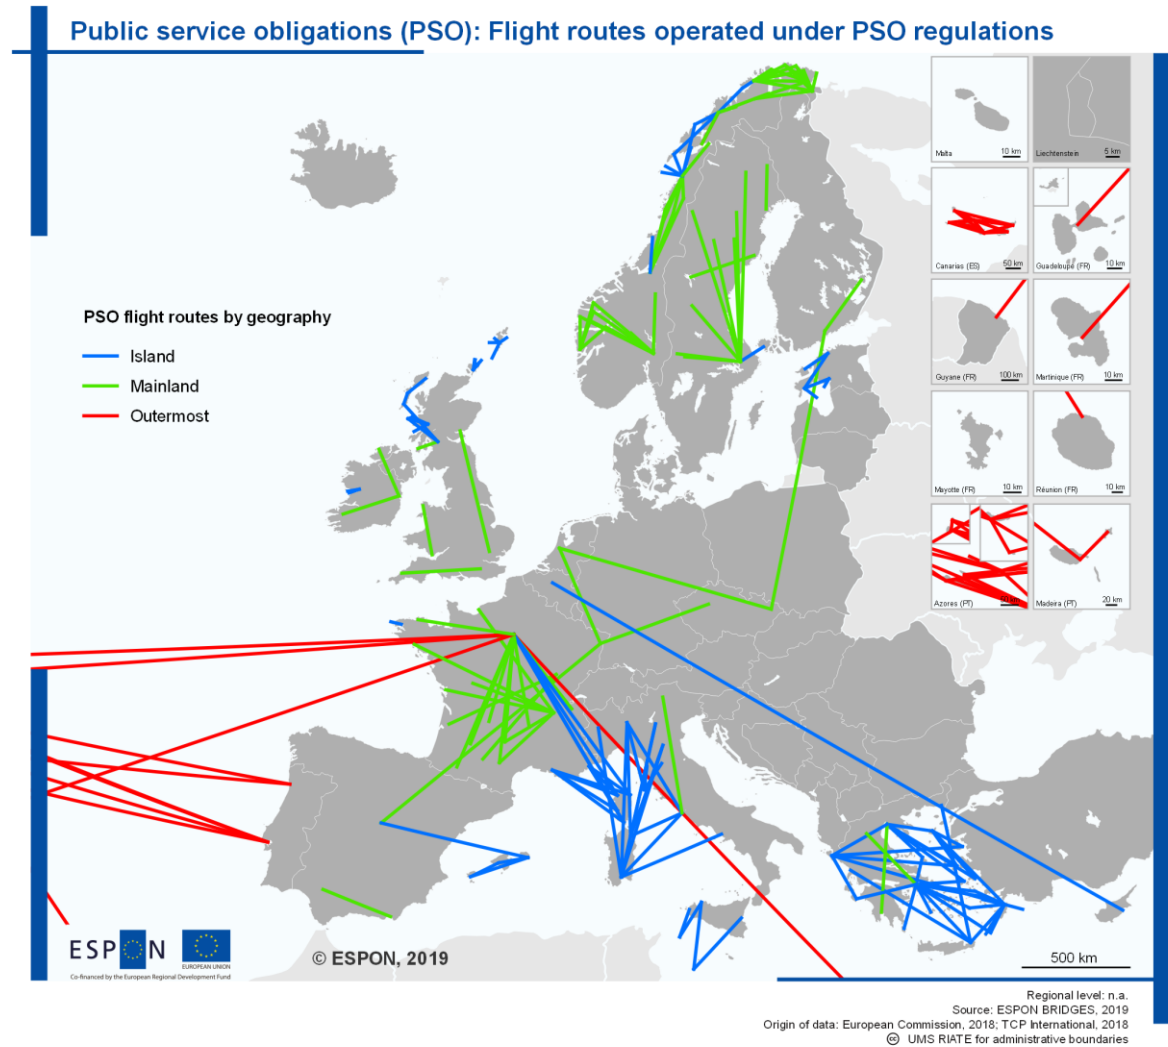 Public service obligations (PSO): Flight routes operated under PSO regulations
Malta
10 km
Liechtenstein
5 km
Canarias (ES)
50 km
Guadeloupe (FR)
10 km
PSO flight routes by geography
Island
Mainland
Outermost
Guyane (FR)
100 km
Martinique (FR)
10 km
Mayotte (FR)
10 km
Réunion (FR)
10 km
Azores (PT)
Madeira (PT)
20 km
ESPON
EUROPEAN UNION
Co-financed by the European Regional Development Fund
© ESPON, 2019
500 km
Regional level: n.a.
Source: ESPON BRIDGES, 2019
Origin of data: European Commission, 2018; TCP International, 2018
UMS RIATE for administrative boundaries